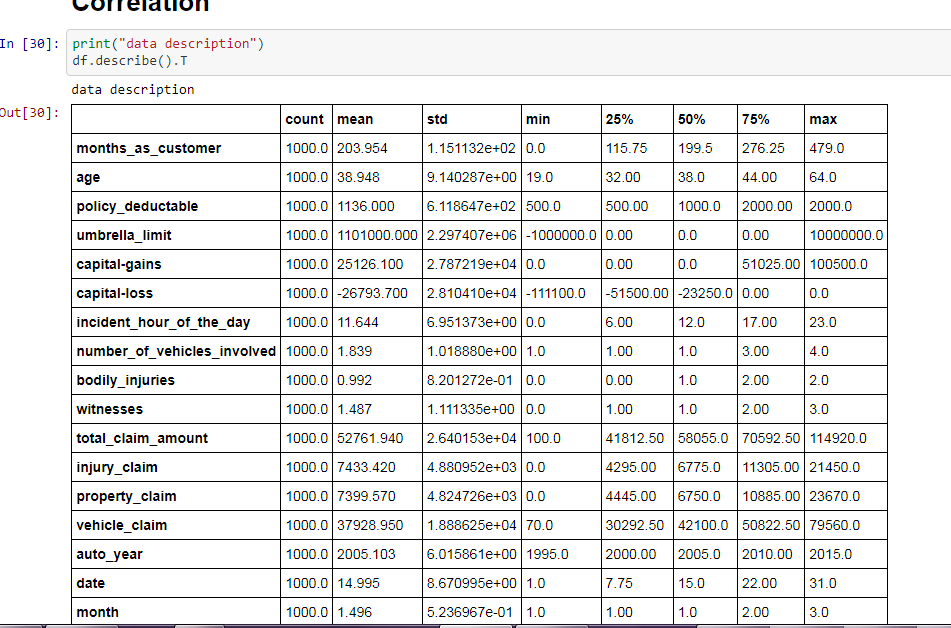 Correlation
In [30]: print("data description")
df.describe().T
data description
Out[30]:
count mean std min 25% 50% 75% max
months_as_customer 1000.0 203.954 1.151132e+02 0.0 115.75 199.5 276.25 479.0
age 1000.0 38.948 9.140287e+00 19.0 32.00 38.0 44.00 64.0
policy_deductable 1000.0 1136.000 6.118647e+02 500.0 500.00 1000.0 2000.00 2000.0
umbrella_limit 1000.0 1101000.000 2.297407e+06 -1000000.0 0.00 0.0 0.00 10000000.0
capital-gains 1000.0 25126.100 2.787219e+04 0.0 0.00 0.0 51025.00 100500.0
capital-loss 1000.0 -26793.700 2.810410e+04 -111100.0 -51500.00 -23250.0 0.00 0.0
incident_hour_of_the_day 1000.0 11.644 6.951373e+00 0.0 6.00 12.0 17.00 23.0
number_of_vehicles_involved 1000.0 1.839 1.018880e+00 1.0 1.00 1.0 3.00 4.0
bodily_injuries 1000.0 0.992 8.201272e-01 0.0 0.00 1.0 2.00 2.0
witnesses 1000.0 1.487 1.111335e+00 0.0 1.00 1.0 2.00 3.0
total_claim_amount 1000.0 52761.940 2.640153e+04 100.0 41812.50 58055.0 70592.50 114920.0
injury_claim 1000.0 7433.420 4.880952e+03 0.0 4295.00 6775.0 11305.00 21450.0
property_claim 1000.0 7399.570 4.824726e+03 0.0 4445.00 6750.0 10885.00 23670.0
vehicle_claim 1000.0 37928.950 1.888625e+04 70.0 30292.50 42100.0 50822.50 79560.0
auto_year 1000.0 2005.103 6.015861e+00 1995.0 2000.00 2005.0 2010.00 2015.0
date 1000.0 14.995 8.670995e+00 1.0 7.75 15.0 22.00 31.0
month 1000.0 1.496 5.236967e-01 1.0 1.00 1.0 2.00 3.0